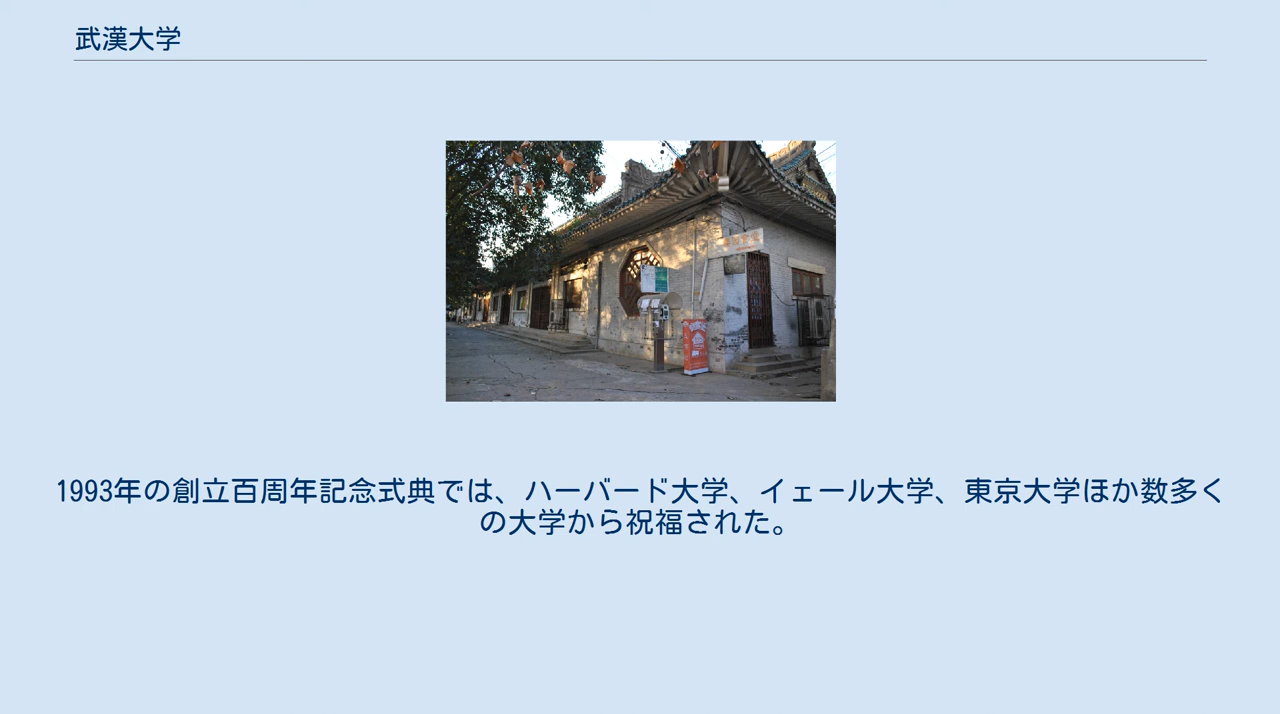 武漢大学
1993年の創立百周年記念式典では、ハーバード大学、イェール大学、東京大学ほか数多く
の大学から祝福された。